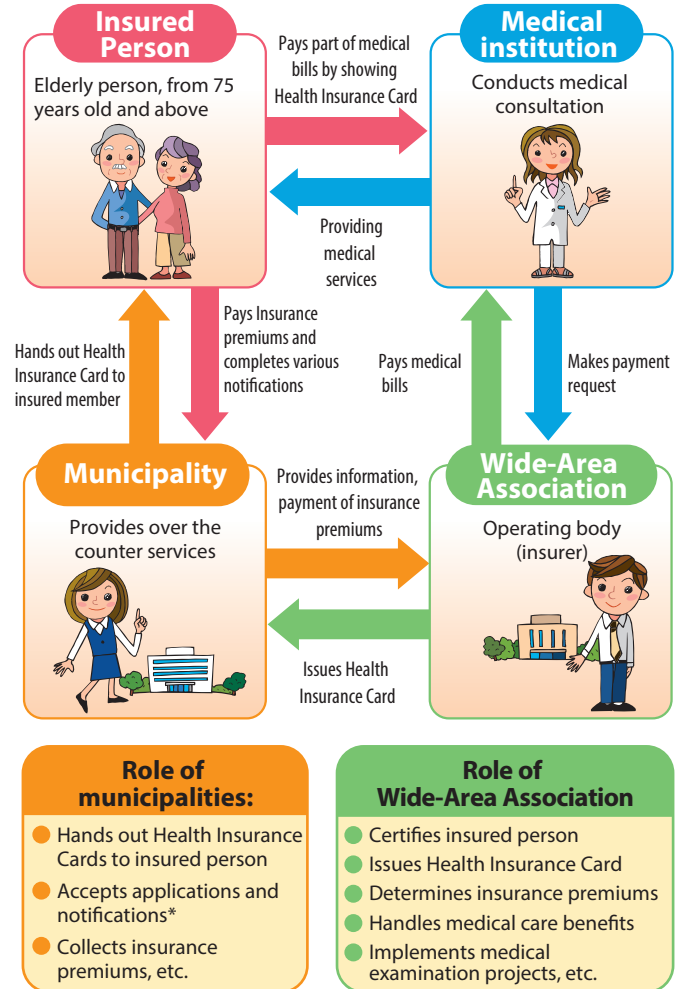 Insured
Person
Elderly person, from 75
years old and above
Pays part of medical
bills by showing
Health Insurance Card
Medical
institution
Conducts medical
consultation
Providing
medical
services
Hands out Health
Insurance Card to
insured member
Pays Insurance
premiums and
completes various
notifications
Pays medical
bills
Makes payment
request
Municipality
Provides over the
counter services
Provides information,
payment of insurance
premiums
Wide-Area
Association
Operating body
(insurer)
Issues Health
Insurance Card
Role of
municipalities:
Hands out Health Insurance
Cards to insured person
Accepts applications and
notifications*
Collects insurance
premiums, etc.
Role of
Wide-Area Association
Certifies insured person
Issues Health Insurance Card
Determines insurance premiums
Handles medical care benefits
Implements medical
examination projects, etc.